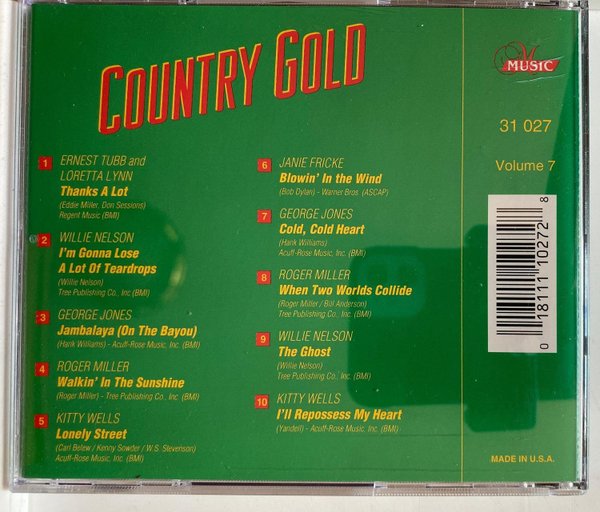 COUNTRY GOLD
MUSIC
31 027
Volume 7
1 ERNEST TUBB and
LORETTA LYNN
Thanks A Lot
(Eddie Miller, Don Sessions)
Regent Music (BMI)
2 WILLIE NELSON
I'm Gonna Lose
A Lot Of Teardrops
(Willie Nelson)
Tree Publishing Co., Inc (BMI)
3 GEORGE JONES
Jambalaya (On The Bayou)
(Hank Williams) - Acuff-Rose Music, Inc. (BMI)
4 ROGER MILLER
Walkin' In The Sunshine
(Roger Miller) - Tree Publishing Co., Inc. (BMI)
5 KITTY WELLS
Lonely Street
(Carl Belew / Kenny Sowder / W.S. Stevenson)
Acuff-Rose Music, Inc. (BMI)
6 JANIE FRICKE
Blowin' In the Wind
(Bob Dylan) - Warner Bros. (ASCAP)
7 GEORGE JONES
Cold, Cold Heart
(Hank Williams)
Acuff-Rose Music, Inc. (BMI)
8 ROGER MILLER
When Two Worlds Collide
(Roger Miller / Bill Anderson)
Tree Publishing Co., Inc. (BMI)
9 WILLIE NELSON
The Ghost
(Willie Nelson)
Tree Publishing Co., Inc. (BMI)
10 KITTY WELLS
I'll Repossess My Heart
(Yandell) - Acuff-Rose Music, Inc. (BMI)
0 18111 10272 8
MADE IN U.S.A.